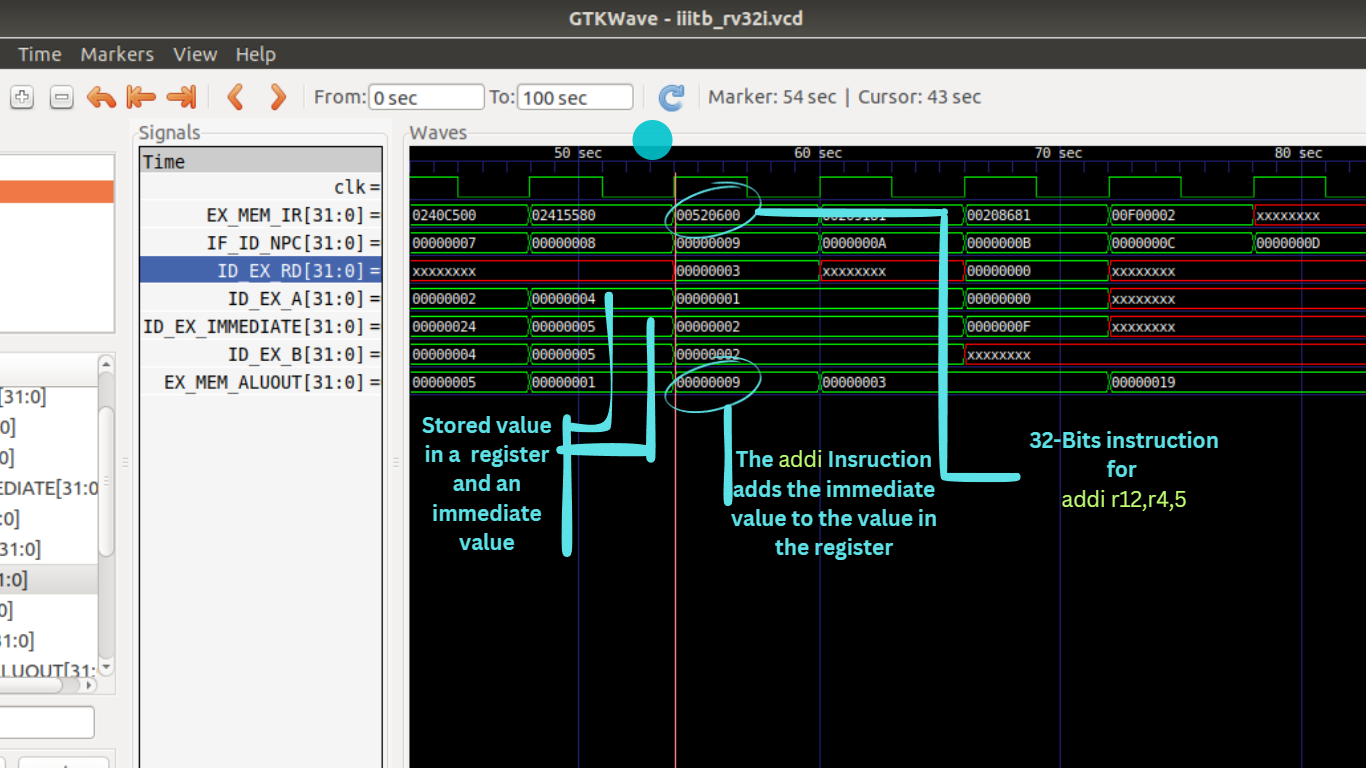 GTKWave - iiitb_rv32i.vcd
Time Markers View Help
From: 0 sec To: 100 sec Marker: 54 sec | Cursor: 43 sec
Signals
Waves
Time
50 sec 60 sec 70 sec 80 sec
clk =
EX_MEM_IR[31:0] = 0240C500 02415580 00520600 00208681 00F00002 xxxxxxxx
IF_ID_NPC[31:0] = 00000007 00000008 00000009 0000000A 0000000B 0000000C 0000000D
ID_EX_RD[31:0] = xxxxxxxx 00000003 xxxxxxxx 00000000 xxxxxxxx
ID_EX_A[31:0] = 00000002 00000004 00000001 00000000 xxxxxxxx
ID_EX_IMMEDIATE[31:0] = 00000024 00000005 00000002 0000000F xxxxxxxx
ID_EX_B[31:0] = 00000004 00000005 00000002 xxxxxxxx
EX_MEM_ALUOUT[31:0] = 00000005 00000001 00000009 00000003 00000019
[31:0]
0]
0]
EDIATE[31:0
:0]
31:0]
1:0]
0]
31:0]
LUOUT[31:
Stored value
in a register
and an
immediate
value
The addi Insruction
adds the immediate
value to the value in
the register
32-Bits instruction
for
addi r12,r4,5